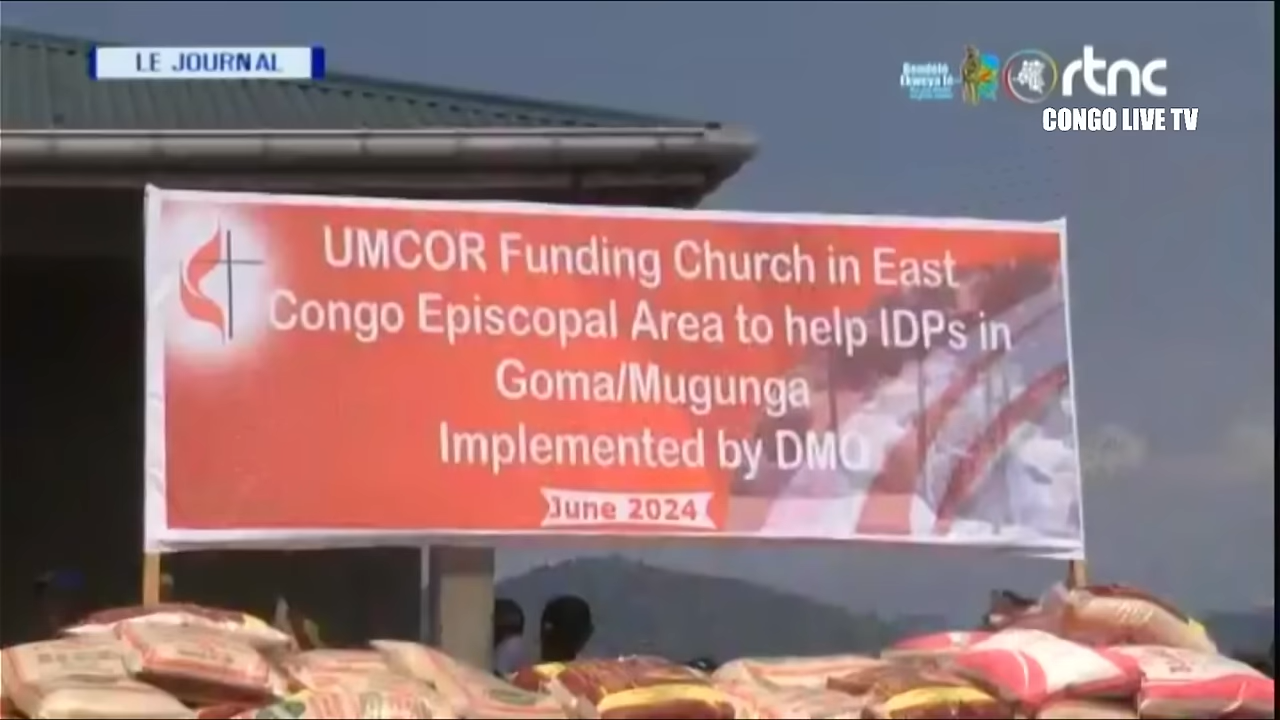 LE JOURNAL
rtnc
CONGO LIVE TV
UMCOR Funding Church in East
Congo Episcopal Area to help IDPs in
Goma/Mugunga
Implemented by DMO
June 2024